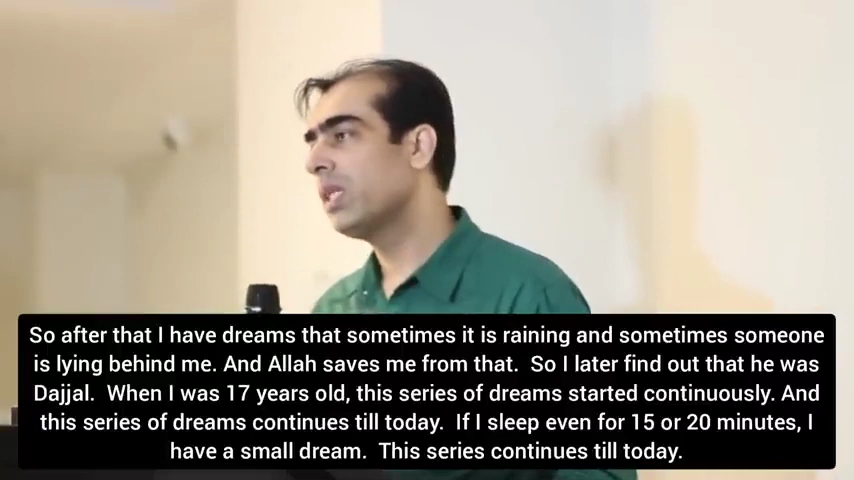 So after that I have dreams that sometimes it is raining and sometimes someone
is lying behind me. And Allah saves me from that. So I later find out that he was
Dajjal. When I was 17 years old, this series of dreams started continuously. And
this series of dreams continues till today. If I sleep even for 15 or 20 minutes, I
have a small dream. This series continues till today.